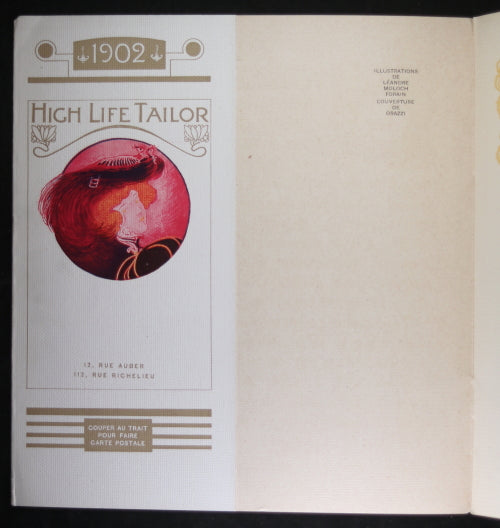 1902
HIGH LIFE TAILOR
12, RUE AUBER
112, RUE RICHELIEU
COUPER AU TRAIT
POUR FAIRE
CARTE POSTALE
ILLUSTRATIONS
DE
LÉANDRE
MOLOCH
FORAIN
COUVERTURE
DE
ORAZZI